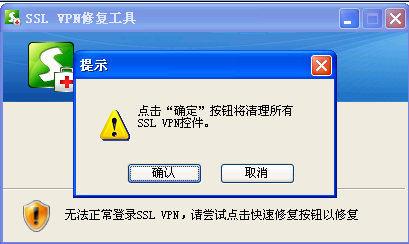 SSL VPN修复工具
提示
点击“确定”按钮将清理所有
SSL VPN控件。
确认
取消
无法正常登录SSL VPN，请尝试点击快速修复按钮以修复